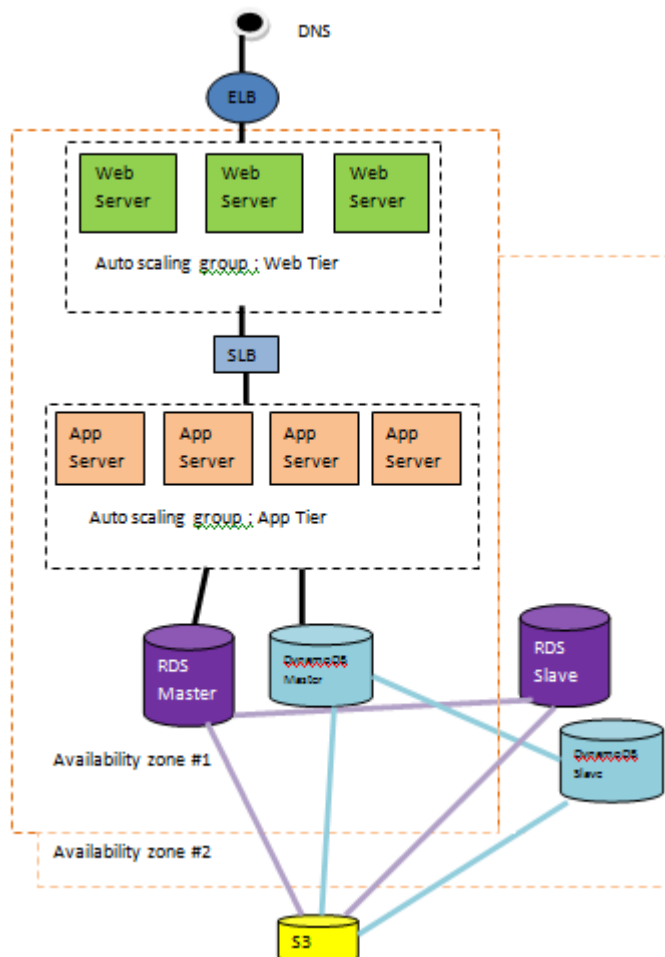 DNS
ELB
Web Server
Web Server
Web Server
Auto scaling group : Web Tier
SLB
App Server
App Server
App Server
App Server
Auto scaling group : App Tier
RDS Master
DynamoDB Master
RDS Slave
DynamoDB Slave
Availability zone #1
Availability zone #2
S3